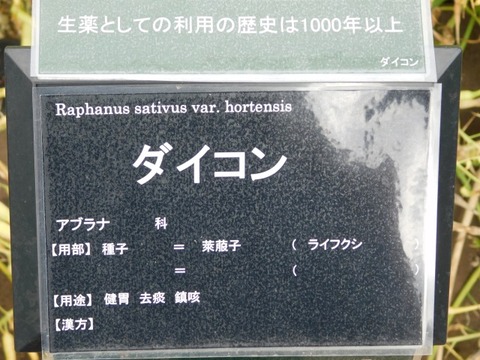 生薬としての利用の歴史は1000年以上
ダイコン
Raphanus sativus var. hortensis
ダイコン
アブラナ 科
【用部】 種子 = 莱菔子 ( ライフクシ )
= ( )
【用途】 健胃 去痰 鎮咳
【漢方】